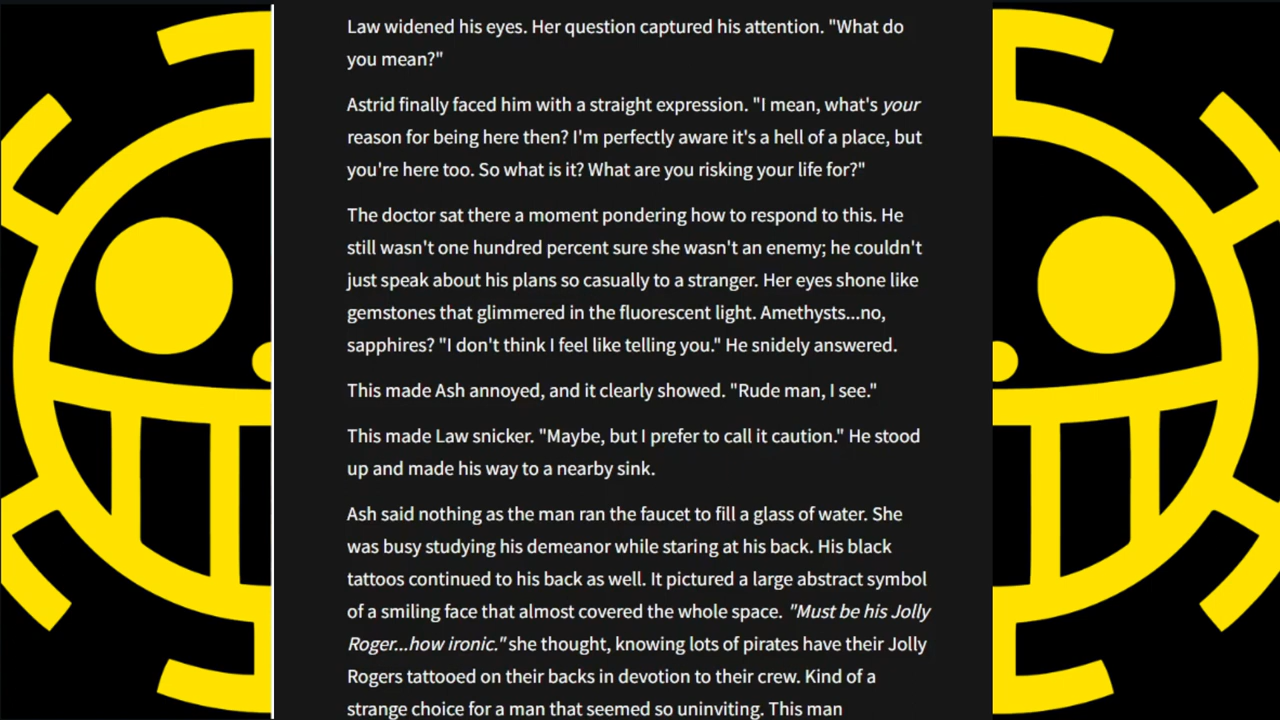 Law widened his eyes. Her question captured his attention. "What do
you mean?"
Astrid finally faced him with a straight expression. "I mean, what's your
reason for being here then? I'm perfectly aware it's a hell of a place, but
you're here too. So what is it? What are you risking your life for?"
The doctor sat there a moment pondering how to respond to this. He
still wasn't one hundred percent sure she wasn't an enemy; he couldn't
just speak about his plans so casually to a stranger. Her eyes shone like
gemstones that glimmered in the fluorescent light. Amethysts...no,
sapphires? "I don't think I feel like telling you." He snidely answered.
This made Ash annoyed, and it clearly showed. "Rude man, I see."
This made Law snicker. "Maybe, but I prefer to call it caution." He stood
up and made his way to a nearby sink.
Ash said nothing as the man ran the faucet to fill a glass of water. She
was busy studying his demeanor while staring at his back. His black
tattoos continued to his back as well. It pictured a large abstract symbol
of a smiling face that almost covered the whole space. "Must be his Jolly
Roger...how ironic." she thought, knowing lots of pirates have their Jolly
Rogers tattooed on their backs in devotion to their crew. Kind of a
strange choice for a man that seemed so uninviting. This man